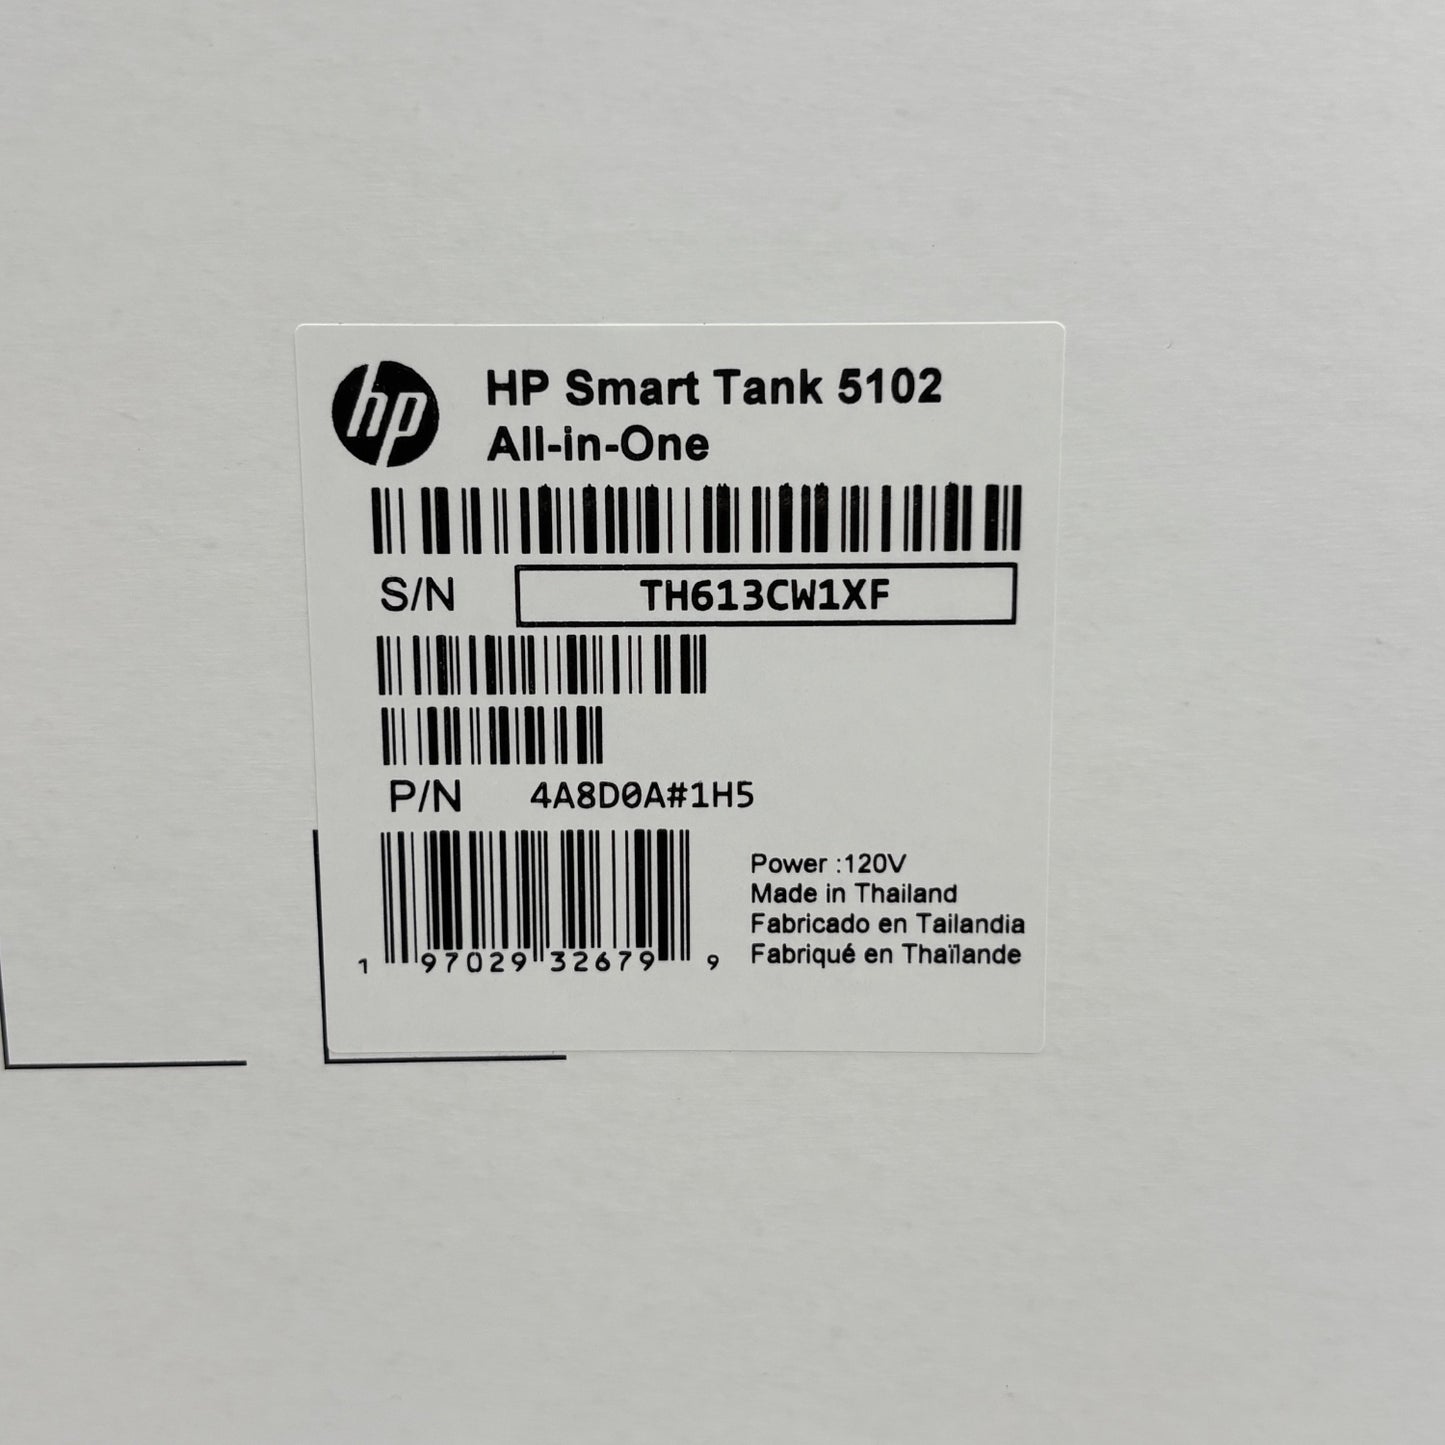 hp
HP Smart Tank 5102
All-in-One
S/N TH613CW1XF
P/N 4A8D0A#1H5
1 97029 32679 9
Power :120V
Made in Thailand
Fabricado en Tailandia
Fabriqué en Thaïlande